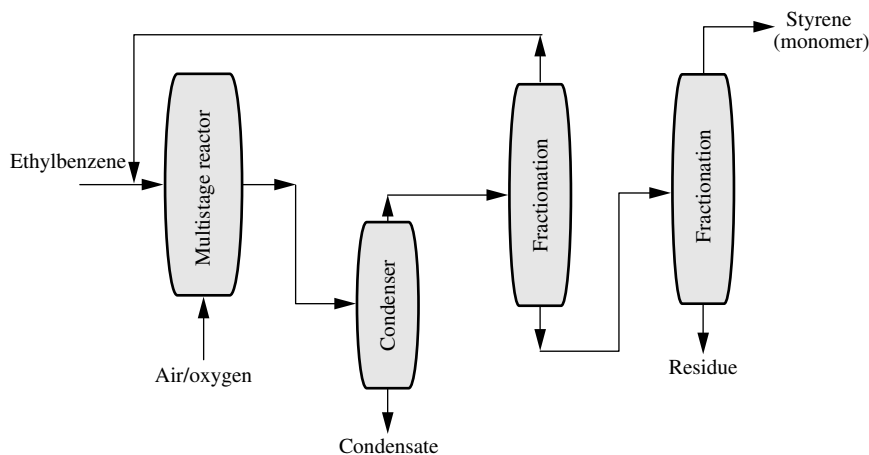 Styrene
(monomer)
Ethylbenzene
Multistage reactor
Condenser
Fractionation
Fractionation
Air/oxygen
Residue
Condensate